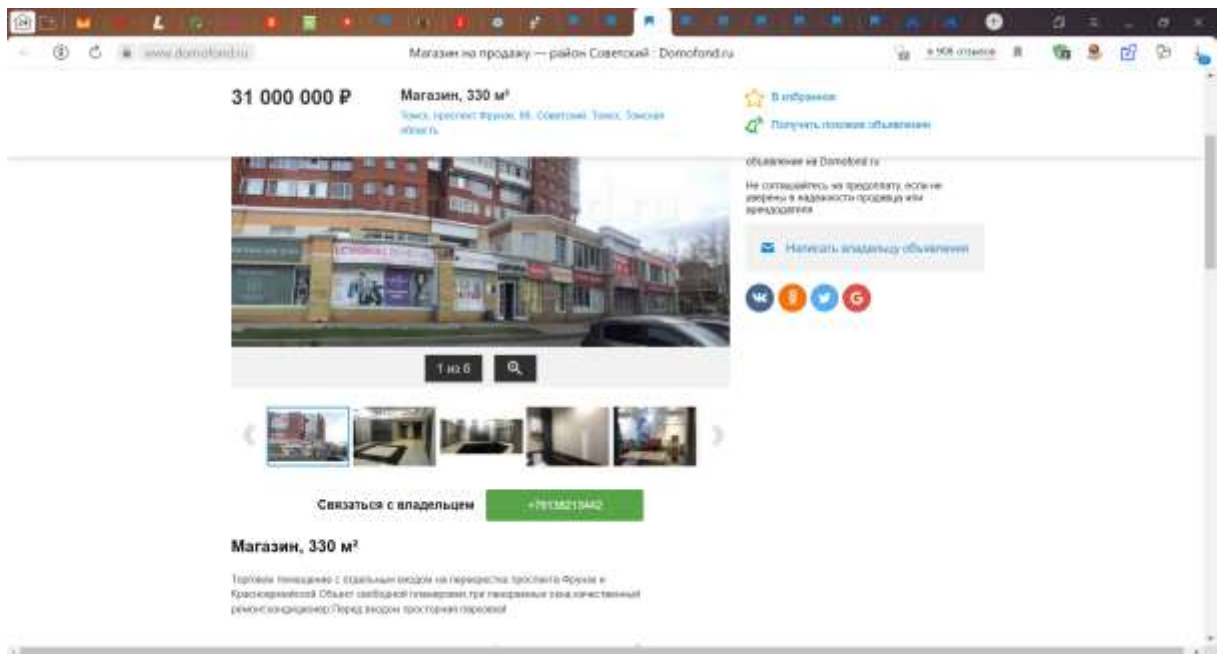 www.domofond.ru
Магазин на продажу — район Советский : Domofond.ru
31 000 000 ₽
Магазин, 330 м²
Томск, проспект Фрунзе, Советский, Томск, Томская
область
В избранное
Получать похожие объявления
объявление на Domofond.ru
Не соглашайтесь на предоплату, если не
уверены в надежности продавца или
арендодателя
Написать владельцу объявления
1 из 6
Связаться с владельцем
Магазин, 330 м²
Торговое помещение с отдельным входом на перекрестке проспекта Фрунзе и
Красноармейской.Объект свободной планировки,три панорамных окна,качественный
ремонт,кондиционер.Перед входом просторная парковка!